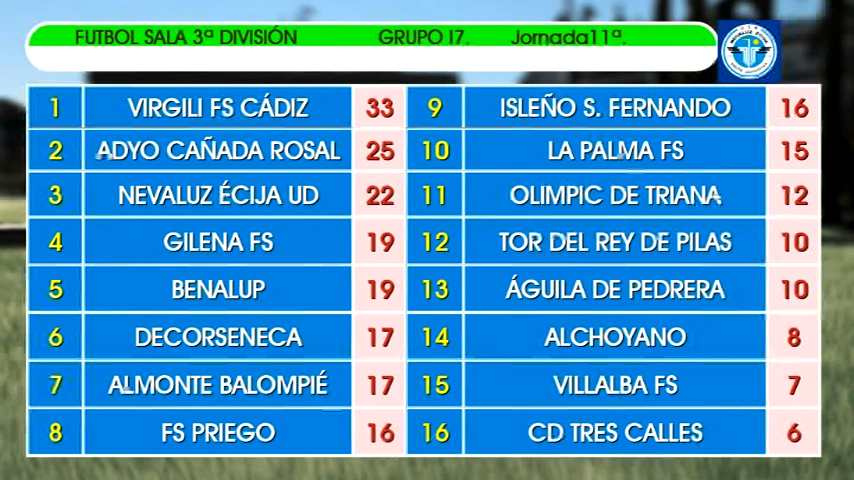 FUTBOL SALA 3ª DIVISIÓN GRUPO 17. Jornada11ª.
1 VIRGILI FS CÁDIZ 33
2 ADYO CAÑADA ROSAL 25
3 NEVALUZ ÉCIJA UD 22
4 GILENA FS 19
5 BENALUP 19
6 DECORSENECA 17
7 ALMONTE BALOMPIÉ 17
8 FS PRIEGO 16
9 ISLEÑO S. FERNANDO 16
10 LA PALMA FS 15
11 OLIMPIC DE TRIANA 12
12 TOR DEL REY DE PILAS 10
13 ÁGUILA DE PEDRERA 10
14 ALCHOYANO 8
15 VILLALBA FS 7
16 CD TRES CALLES 6